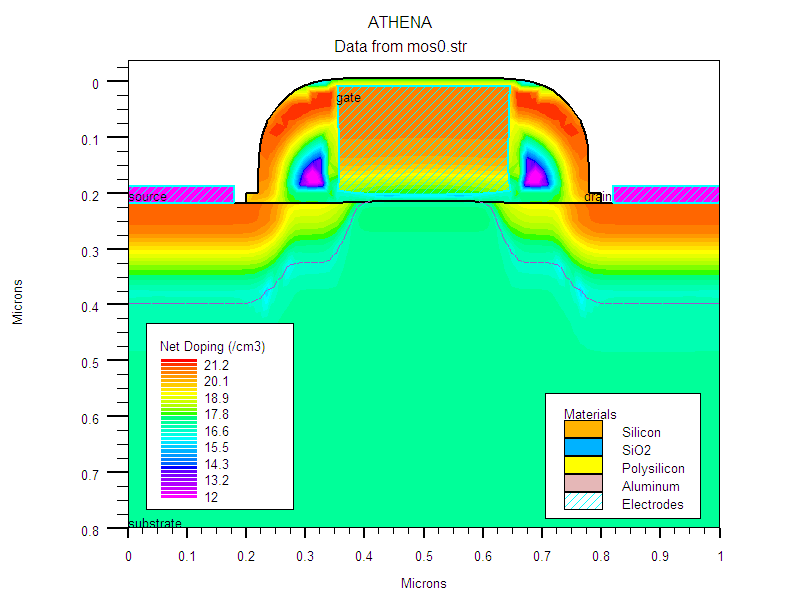 ATHENA
Data from mos0.str
0
0.1
0.2
0.3
0.4
0.5
0.6
0.7
0.8
Microns
gate
source
drain
substrate
Net Doping (/cm3)
21.2
20.1
18.9
17.8
16.6
15.5
14.3
13.2
12
Materials
Silicon
SiO2
Polysilicon
Aluminum
Electrodes
0 0.1 0.2 0.3 0.4 0.5 0.6 0.7 0.8 0.9 1
Microns